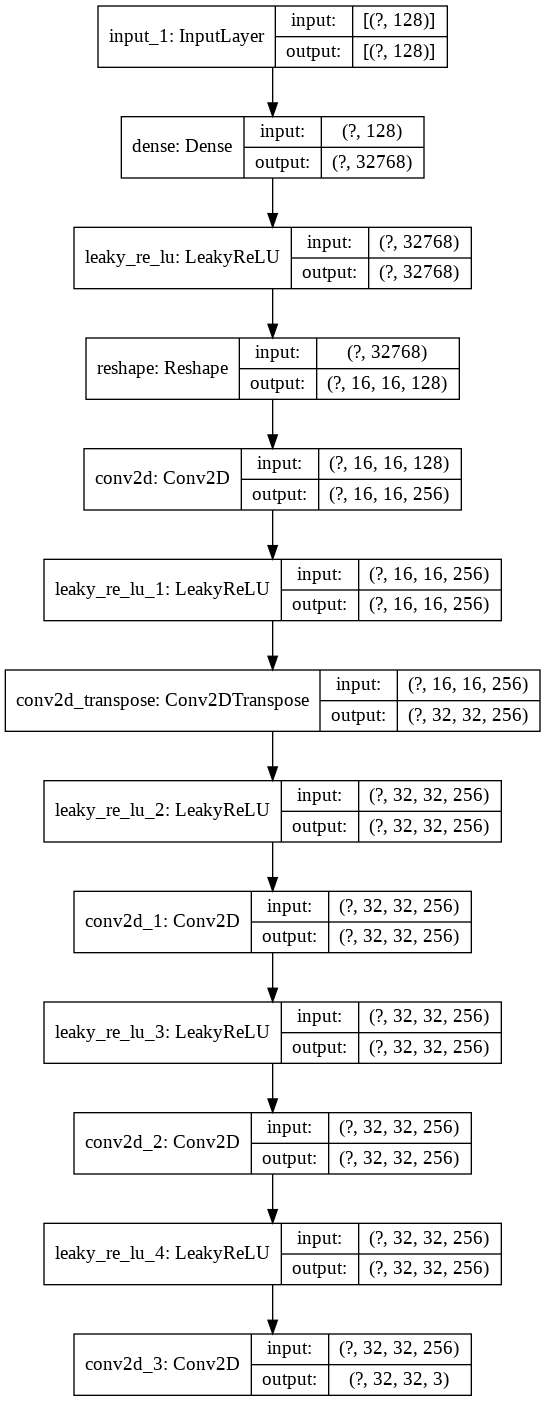 input_1: InputLayer
input: [(?, 128)]
output: [(?, 128)]
dense: Dense
input: (?, 128)
output: (?, 32768)
leaky_re_lu: LeakyReLU
input: (?, 32768)
output: (?, 32768)
reshape: Reshape
input: (?, 32768)
output: (?, 16, 16, 128)
conv2d: Conv2D
input: (?, 16, 16, 128)
output: (?, 16, 16, 256)
leaky_re_lu_1: LeakyReLU
input: (?, 16, 16, 256)
output: (?, 16, 16, 256)
conv2d_transpose: Conv2DTranspose
input: (?, 16, 16, 256)
output: (?, 32, 32, 256)
leaky_re_lu_2: LeakyReLU
input: (?, 32, 32, 256)
output: (?, 32, 32, 256)
conv2d_1: Conv2D
input: (?, 32, 32, 256)
output: (?, 32, 32, 256)
leaky_re_lu_3: LeakyReLU
input: (?, 32, 32, 256)
output: (?, 32, 32, 256)
conv2d_2: Conv2D
input: (?, 32, 32, 256)
output: (?, 32, 32, 256)
leaky_re_lu_4: LeakyReLU
input: (?, 32, 32, 256)
output: (?, 32, 32, 256)
conv2d_3: Conv2D
input: (?, 32, 32, 256)
output: (?, 32, 32, 3)